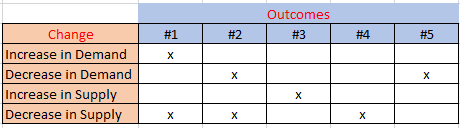 Outcomes
Change #1 #2 #3 #4 #5
Increase in Demand x
Decrease in Demand x x
Increase in Supply x
Decrease in Supply x x x